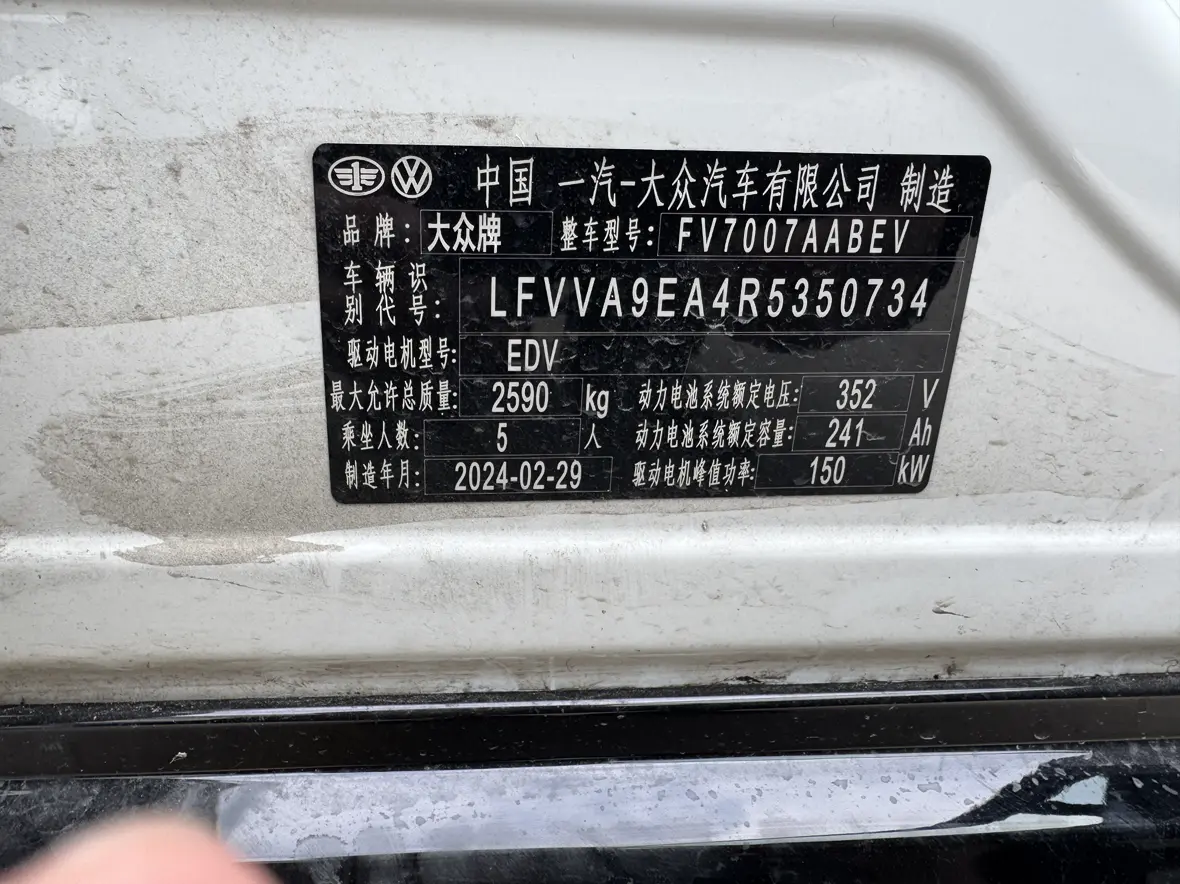 中国 一汽-大众汽车有限公司 制造
品牌: 大众牌 整车型号: FV7007AABEV
车辆识别代号: LFVVA9EA4R5350734
驱动电机型号: EDV
最大允许总质量: 2590 kg 动力电池系统额定电压: 352 V
乘坐人数: 5 人 动力电池系统额定容量: 241 Ah
制造年月: 2024-02-29 驱动电机峰值功率: 150 kW